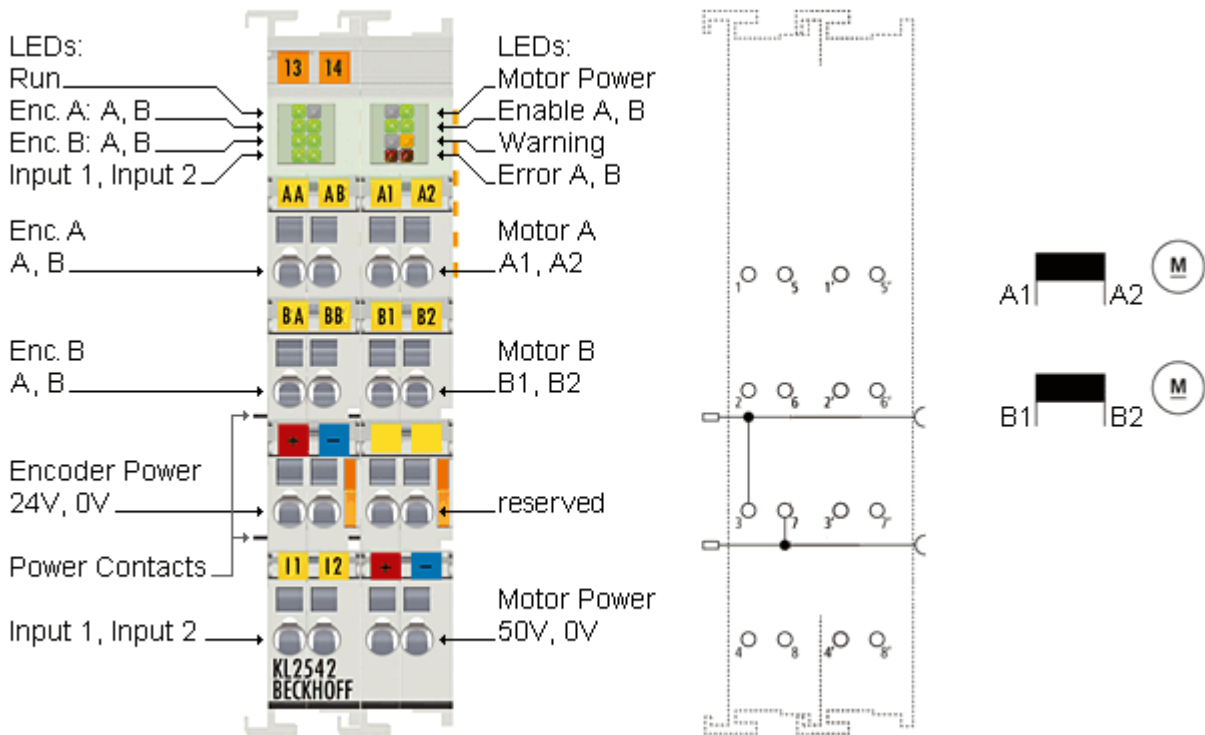 LEDs:
Run
Enc. A: A, B
Enc. B: A, B
Input 1, Input 2
Enc. A
A, B
Enc. B
A, B
Encoder Power
24V, 0V
Power Contacts
Input 1, Input 2
13 14
AA AB A1 A2
BA BB B1 B2
+ −
I1 I2 + −
KL2542
BECKHOFF
LEDs:
Motor Power
Enable A, B
Warning
Error A, B
Motor A
A1, A2
Motor B
B1, B2
reserved
Motor Power
50V, 0V
1 5 1' 5'
2 6 2' 6'
3 7 3' 7'
4 8 4' 8'
A1 A2 M
B1 B2 M